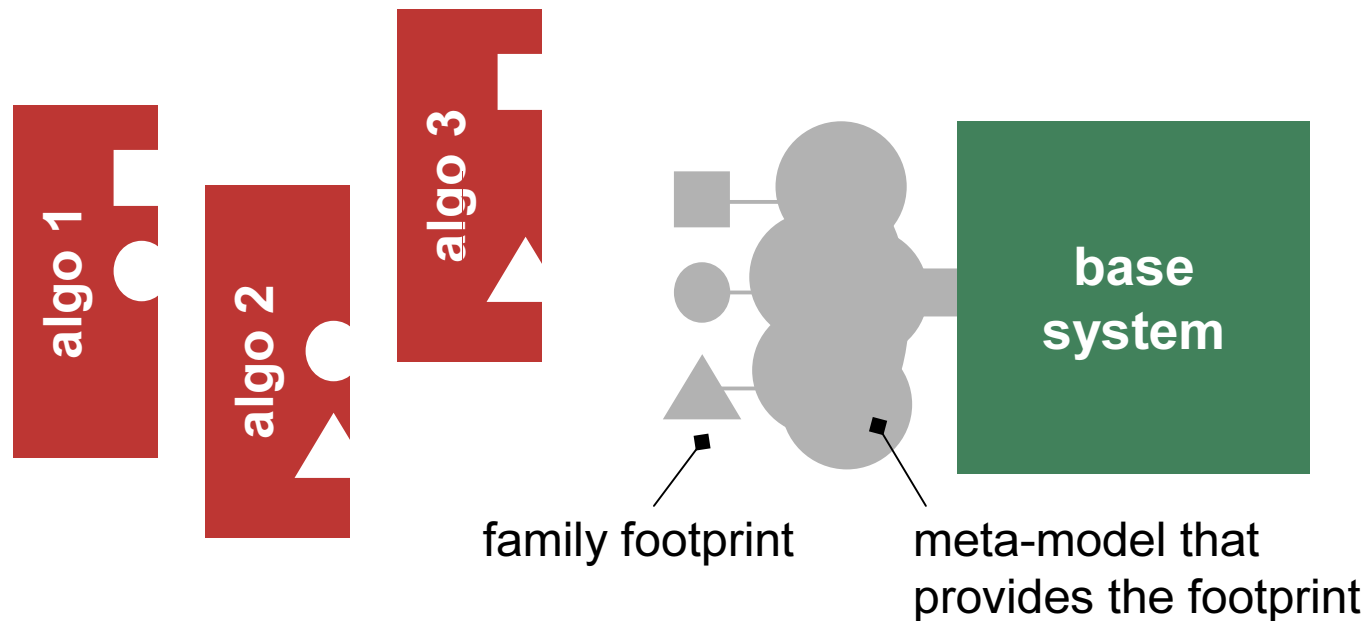 algo 1
algo 2
algo 3
base
system
family footprint
meta-model that
provides the footprint